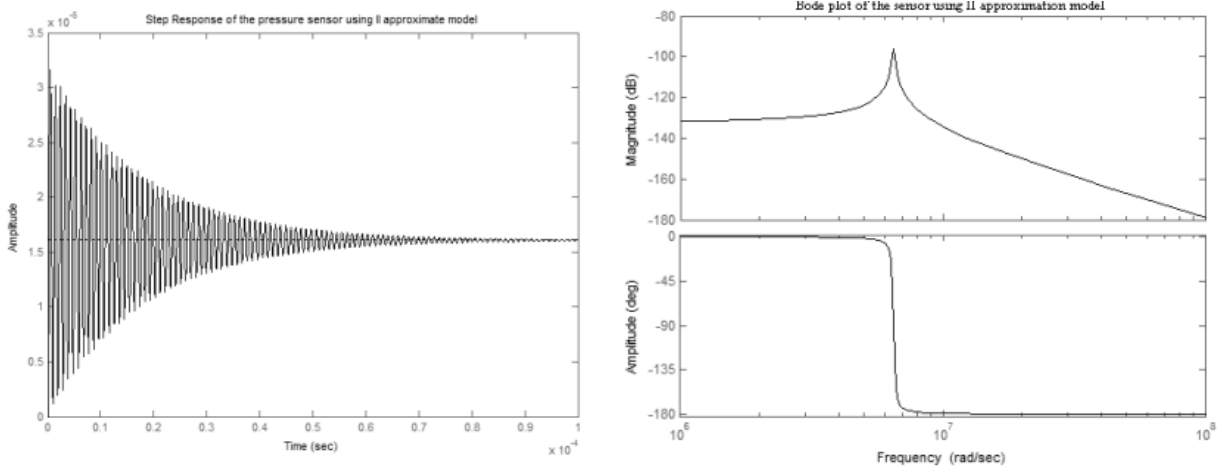 Step Response of the pressure sensor using II approximate model
x 10^-5
3.5
3
2.5
2
1.5
1
0.5
0
Amplitude
0 0.1 0.2 0.3 0.4 0.5 0.6 0.7 0.8 0.9 1
Time (sec)
x 10^-4
Bode plot of the sensor using II approximation model
-80
-100
-120
-140
-160
-180
Magnitude (dB)
0
-45
-90
-135
-180
Amplitude (deg)
10^6 10^7 10^8
Frequency (rad/sec)